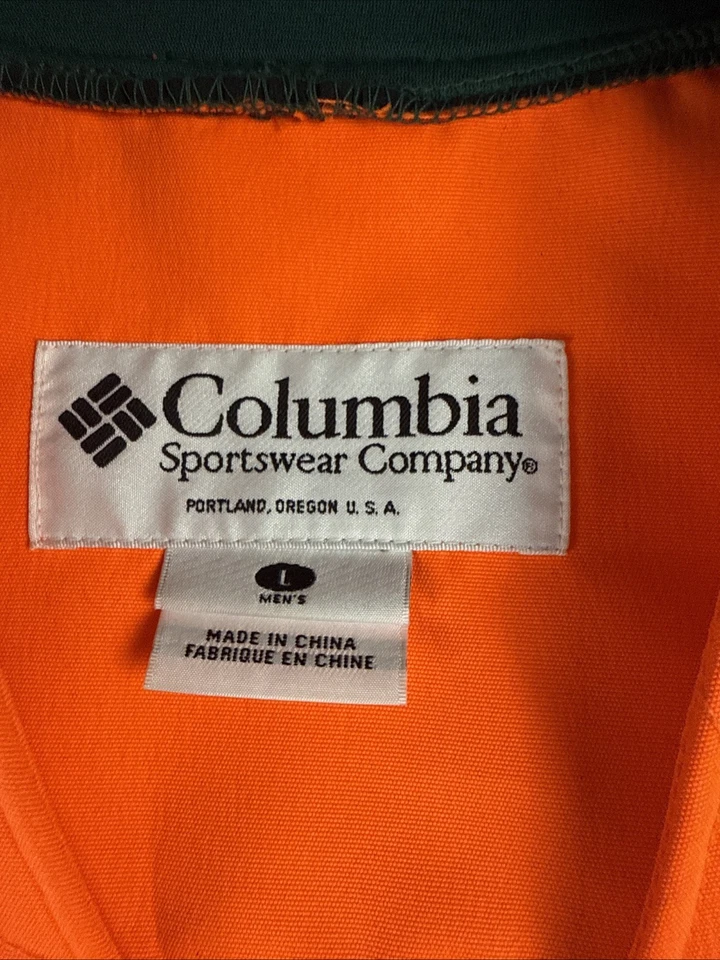 Columbia
Sportswear Company®
PORTLAND, OREGON U. S. A.
L
MEN'S
MADE IN CHINA
FABRIQUE EN CHINE